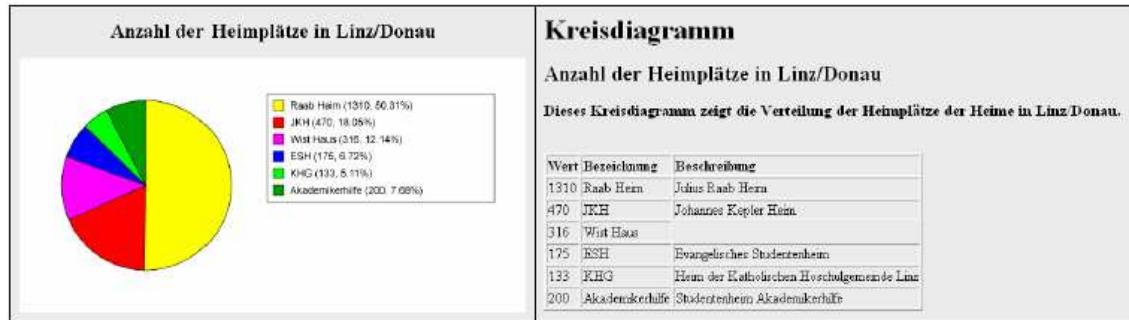 Anzahl der Heimplätze in Linz/Donau
Raab Heim (1310, 50.31%)
JKH (470, 18.05%)
Wist Haus (316, 12.14%)
ESH (175, 6.72%)
KHG (133, 5.11%)
Akademikerhilfe (200, 7.68%)
Kreisdiagramm
Anzahl der Heimplätze in Linz/Donau
Dieses Kreisdiagramm zeigt die Verteilung der Heimplätze der Heime in Linz/Donau.
Wert Bezeichnung Beschreibung
1310 Raab Heim Julius Raab Heim
470 JKH Johannes Kepler Heim
316 Wist Haus
175 ESH Evangelisches Studentenheim
133 KHG Heim der Katholischen Hoschulgemeinde Linz
200 Akademikerhilfe Studentenheim Akademikerhilfe